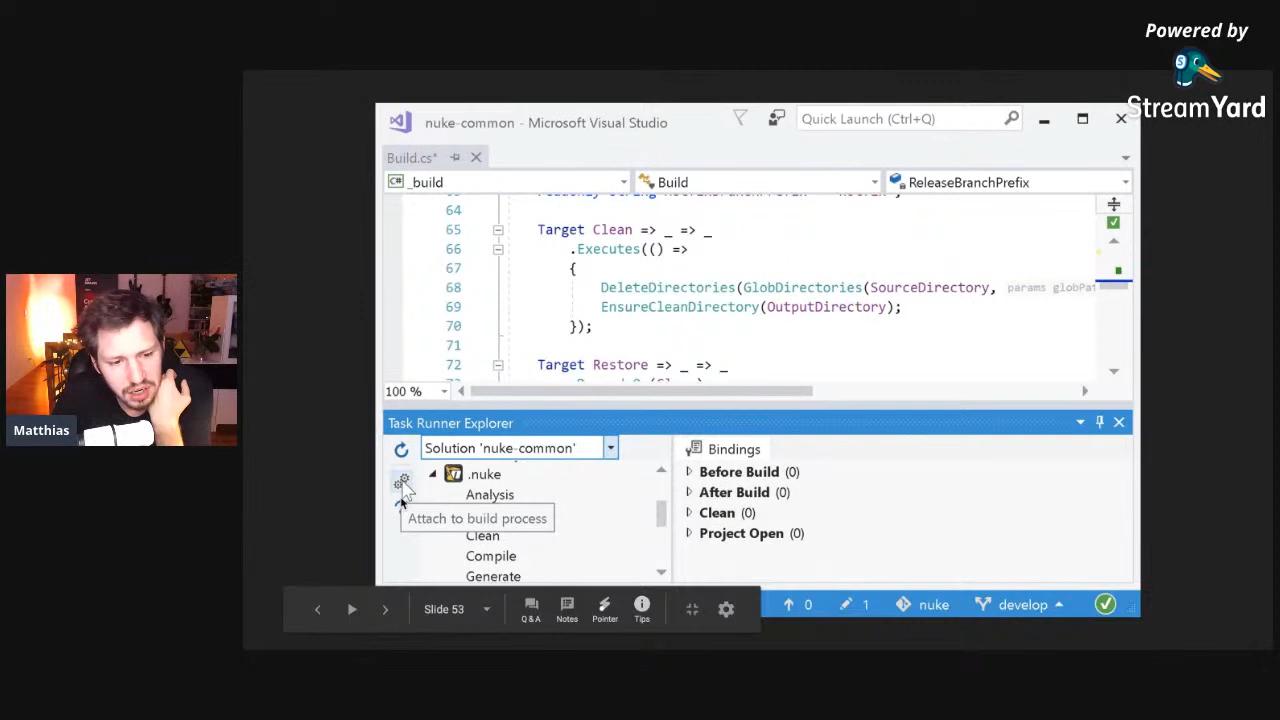 Powered by
StreamYard
nuke-common - Microsoft Visual Studio
Quick Launch (Ctrl+Q)
Build.cs*
C# _build
Build
ReleaseBranchPrefix
64
65 Target Clean => _ => _
66 .Executes(() =>
67 {
68 DeleteDirectories(GlobDirectories(SourceDirectory, params globPat
69 EnsureCleanDirectory(OutputDirectory);
70 });
71
72 Target Restore => _ => _
100 %
Task Runner Explorer
Solution 'nuke-common'
.nuke
Analysis
Attach to build process
Clean
Compile
Generate
Bindings
Before Build (0)
After Build (0)
Clean (0)
Project Open (0)
Matthias
Slide 53
Q & A
Notes
Pointer
Tips
0
1
nuke
develop